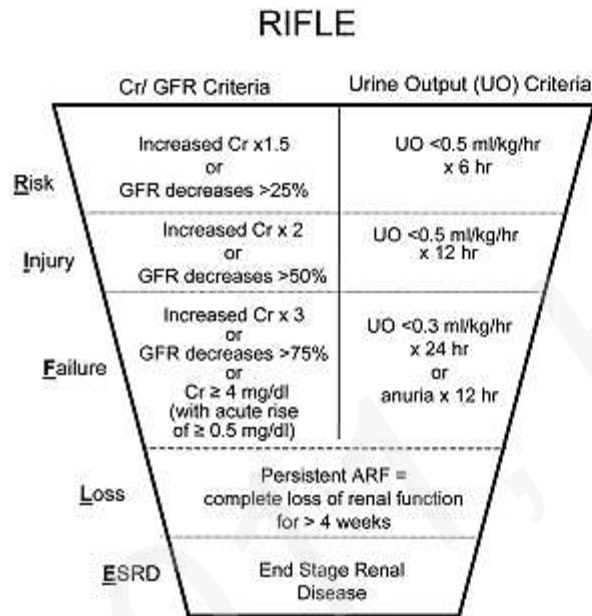 RIFLE
Cr/ GFR Criteria
Urine Output (UO) Criteria
Risk
Increased Cr x1.5
or
GFR decreases >25%
UO <0.5 ml/kg/hr
x 6 hr
Injury
Increased Cr x 2
or
GFR decreases >50%
UO <0.5 ml/kg/hr
x 12 hr
Failure
Increased Cr x 3
or
GFR decreases >75%
or
Cr ≥ 4 mg/dl
(with acute rise
of ≥ 0.5 mg/dl)
UO <0.3 ml/kg/hr
x 24 hr
or
anuria x 12 hr
Loss
Persistent ARF =
complete loss of renal function
for > 4 weeks
ESRD
End Stage Renal
Disease